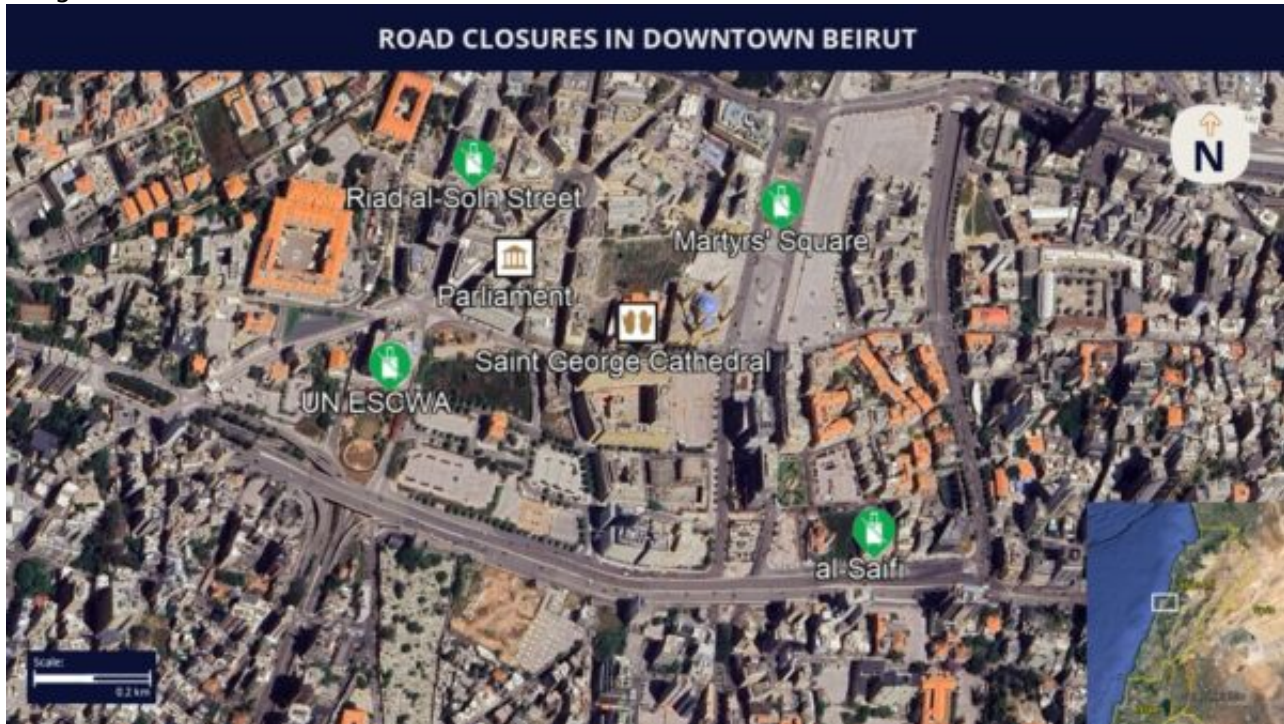 ROAD CLOSURES IN DOWNTOWN BEIRUT
N
Riad al-Soln Street
Martyrs' Square
Parliament
Saint George Cathedral
UN ESCWA
al-Saifi
Scale:
0.2 km